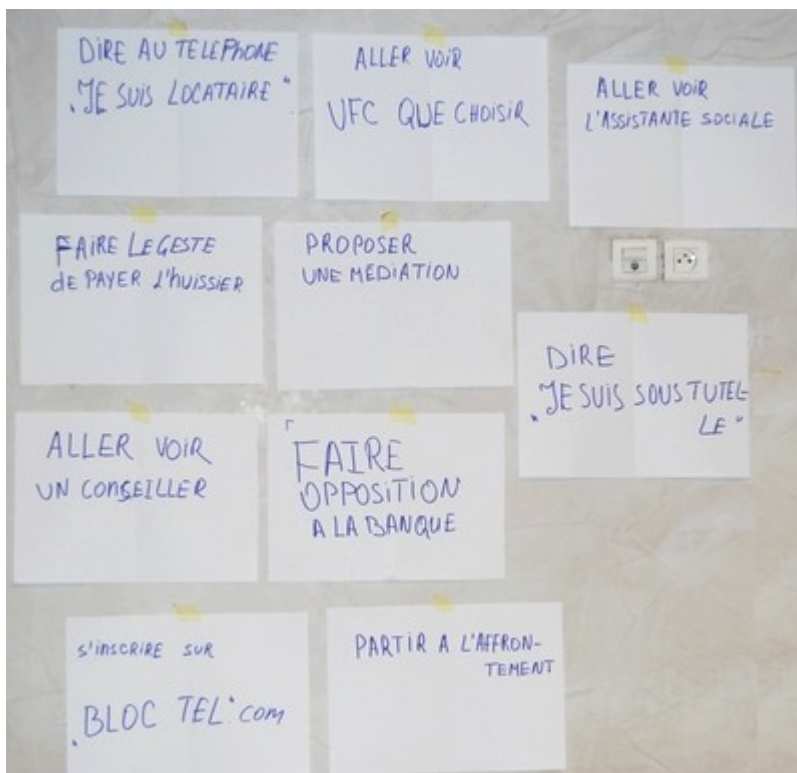 DIRE AU TELEPHONE
"JE SUIS LOCATAIRE"
ALLER VOIR
UFC QUE CHOISIR
ALLER VOIR
L'ASSISTANTE SOCIALE
FAIRE LE GESTE
de PAYER L'huissier
PROPOSER
UNE MEDIATION
DIRE
"JE SUIS SOUS TUTEL-
LE"
ALLER VOIR
UN CONSEILLER
FAIRE
OPPOSITION
A LA BANQUE
s'inscrire sur
"BLOC TEL" com
PARTIR A L'AFFRON-
TEMENT